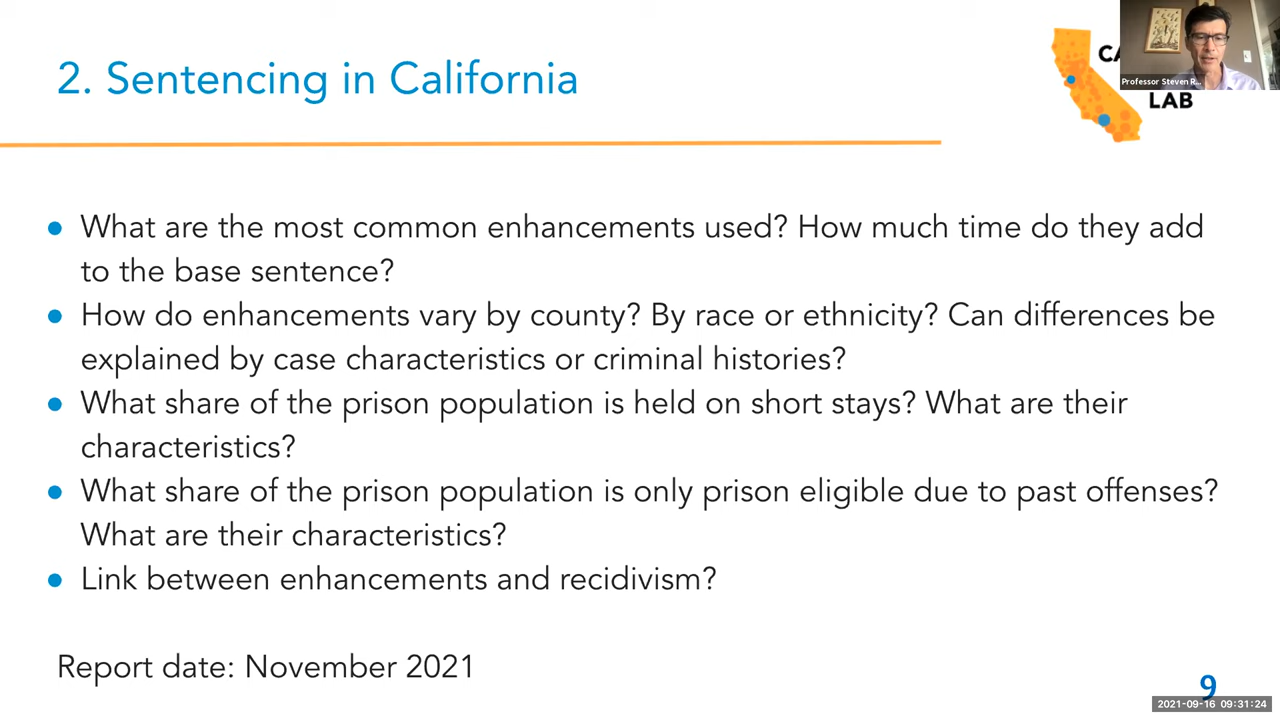 2. Sentencing in California
CA
LAB
Professor Steven R...
● What are the most common enhancements used? How much time do they add
to the base sentence?
● How do enhancements vary by county? By race or ethnicity? Can differences be
explained by case characteristics or criminal histories?
● What share of the prison population is held on short stays? What are their
characteristics?
● What share of the prison population is only prison eligible due to past offenses?
What are their characteristics?
● Link between enhancements and recidivism?
Report date: November 2021
9
2021-09-16 09:31:24